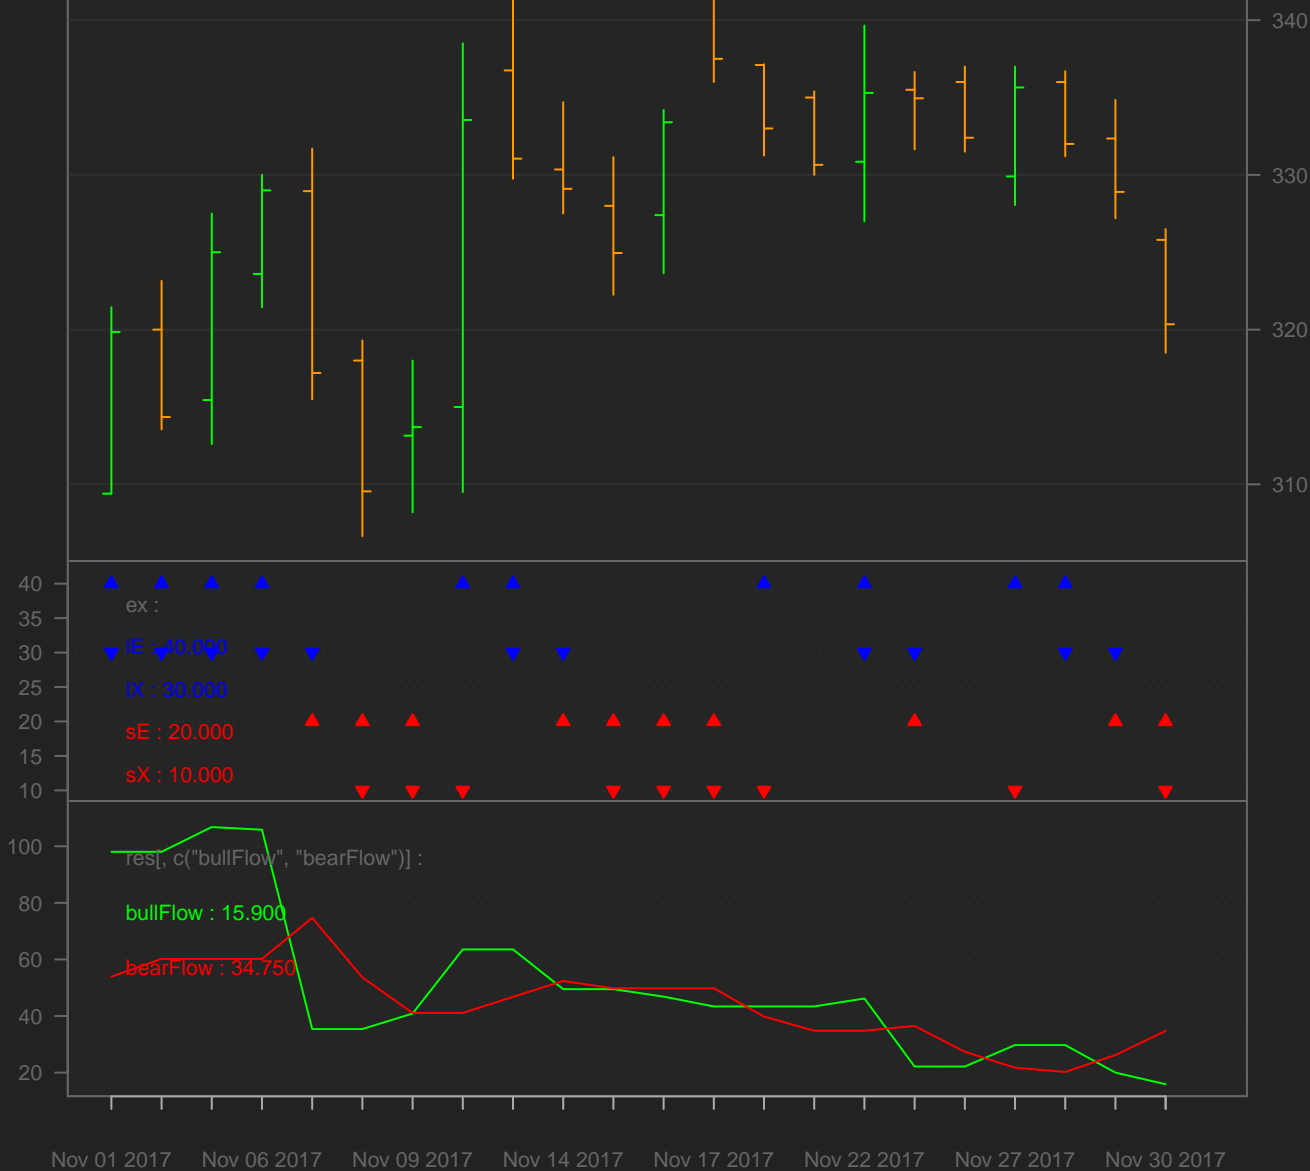 340
330
320
310
40
35
30
25
20
15
10
ex :
lE : 40.000
lX : 30.000
sE : 20.000
sX : 10.000
100
80
60
40
20
res[, c("bullFlow", "bearFlow")] :
bullFlow : 15.900
bearFlow : 34.750
Nov 01 2017 Nov 06 2017 Nov 09 2017 Nov 14 2017 Nov 17 2017 Nov 22 2017 Nov 27 2017 Nov 30 2017